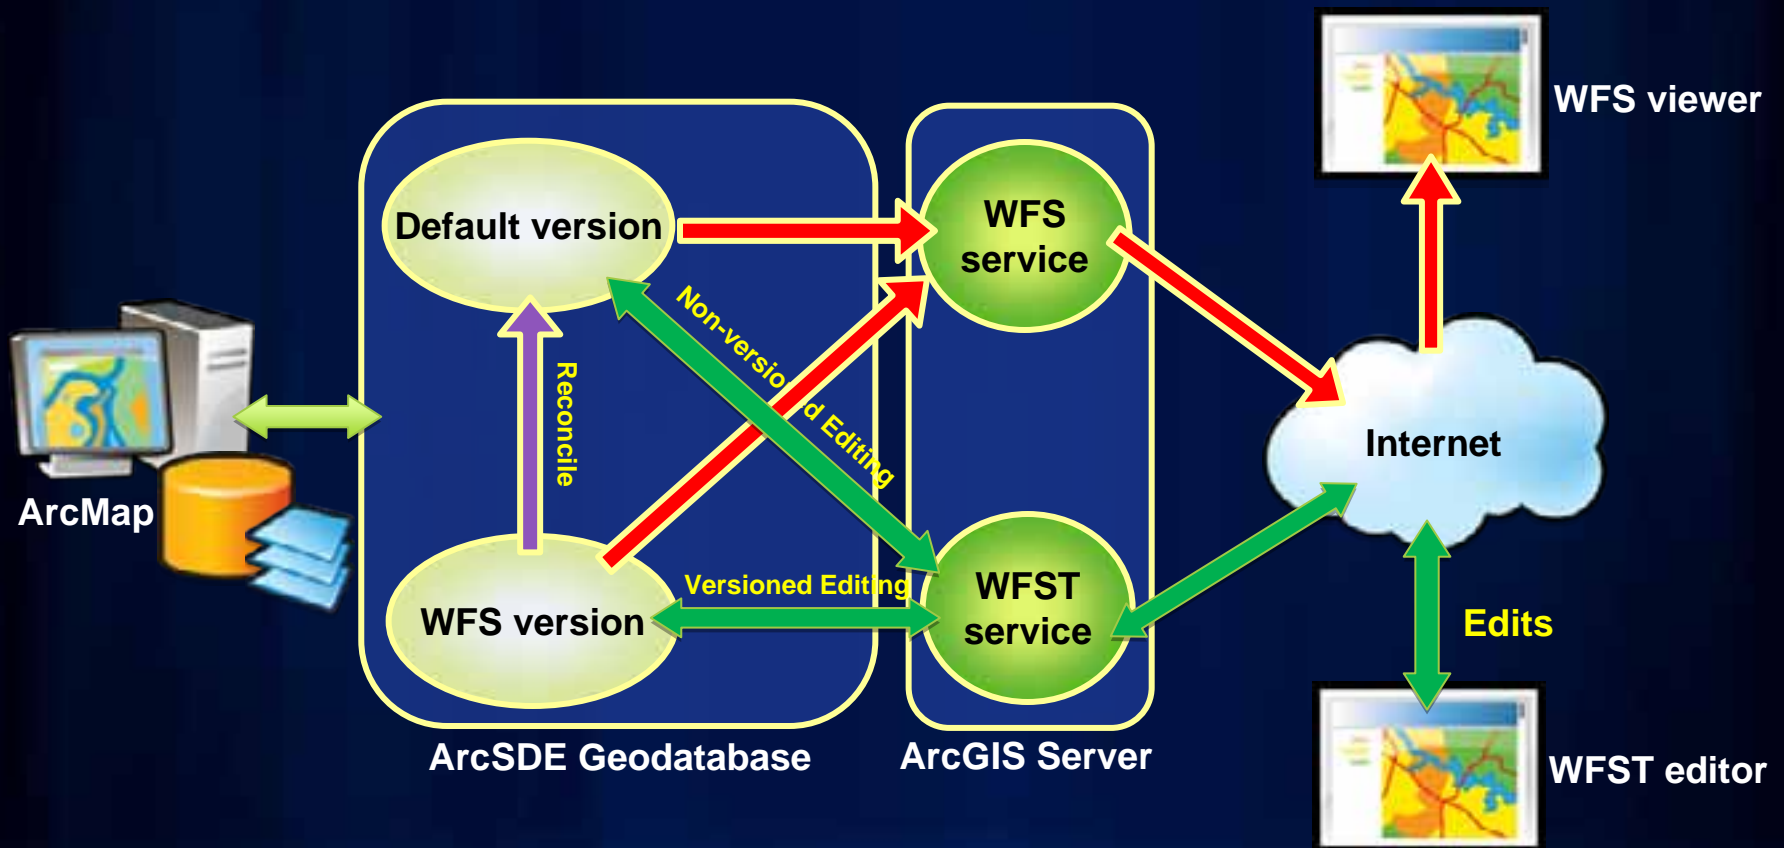 WFS viewer
Default version
WFS
service
Non-versioned Editing
Reconcile
Internet
ArcMap
Versioned Editing
WFS version
WFST
service
Edits
ArcSDE Geodatabase
ArcGIS Server
WFST editor